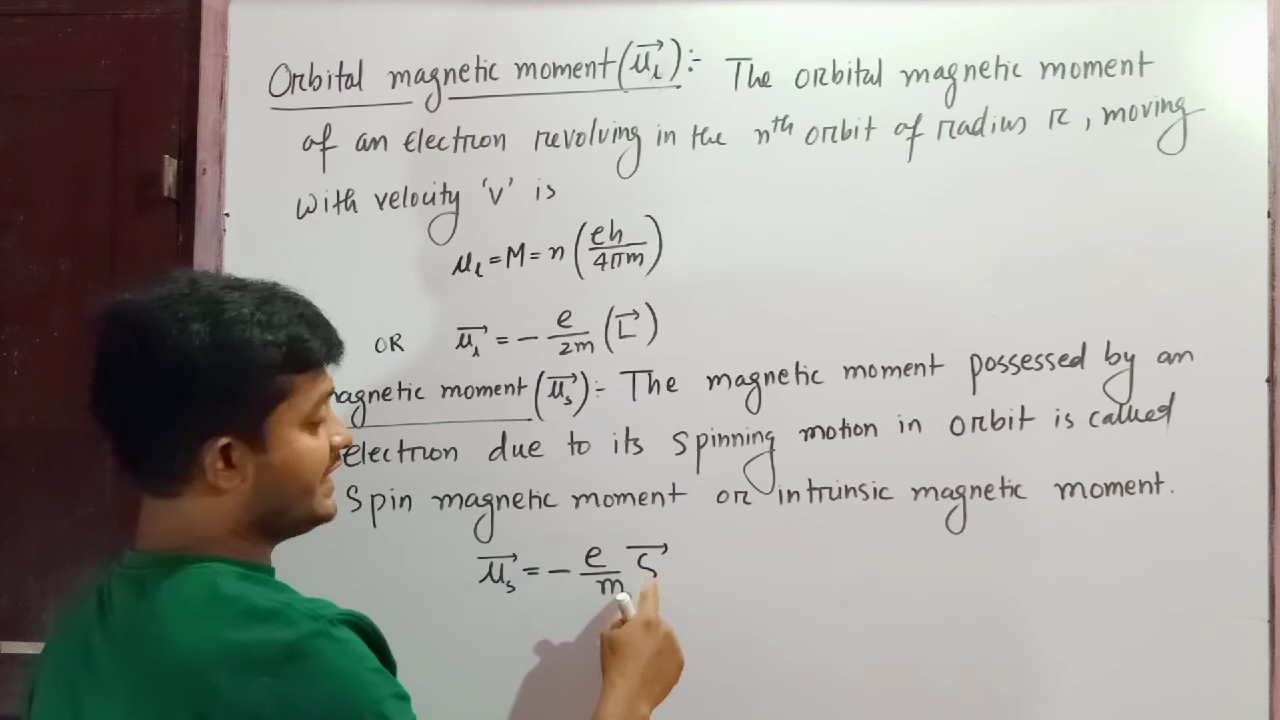 Orbital magnetic moment (μ⃗ₗ):- The orbital magnetic moment
of an electron revolving in the nᵗʰ orbit of radius r, moving
with velocity 'v' is
μₗ = M = n (eh/4πm)
OR μ⃗ₗ = - e/2m (L⃗)
magnetic moment (μ⃗ₛ):- The magnetic moment possessed by an
electron due to its spinning motion in orbit is called
spin magnetic moment or intrinsic magnetic moment.
μ⃗ₛ = - e/m S⃗